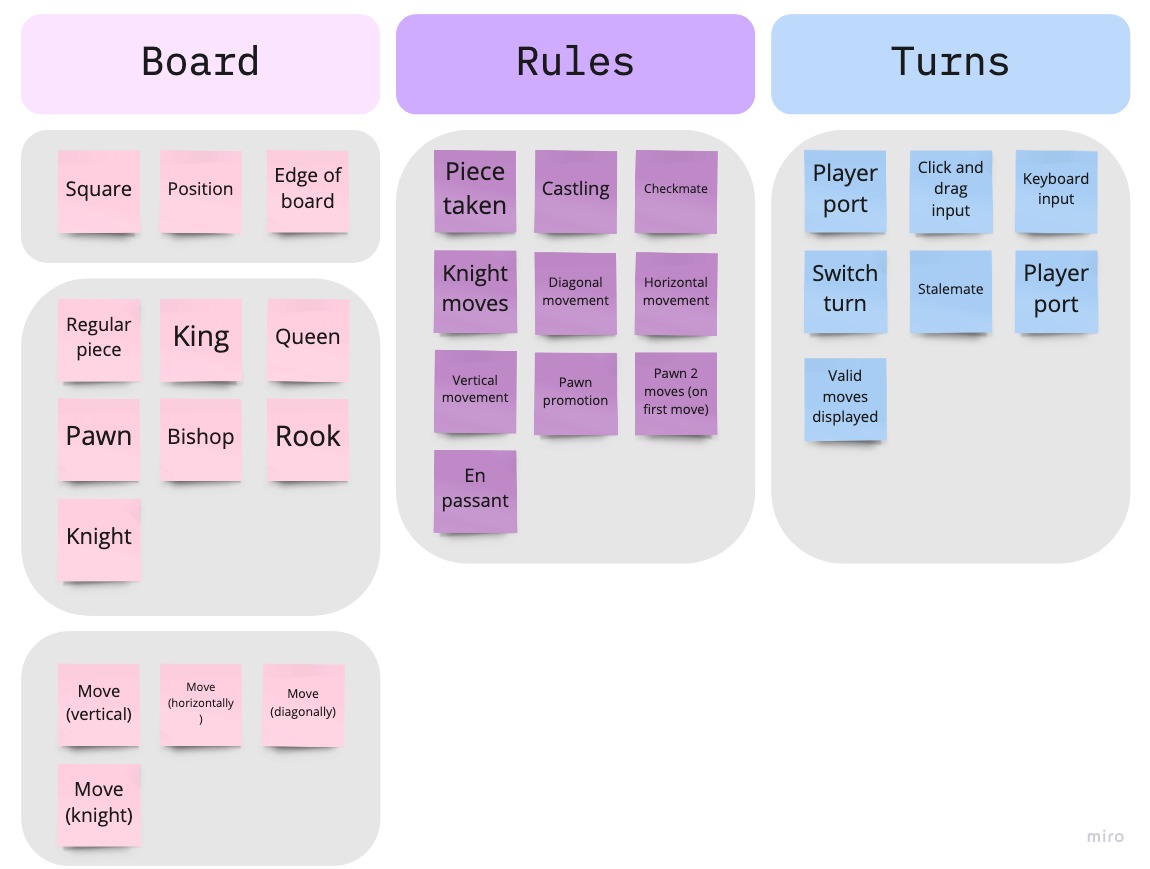 Board
Rules
Turns
Square
Position
Edge of
board
Regular
piece
King
Queen
Pawn
Bishop
Rook
Knight
Move
(vertical)
Move
(horizontally
)
Move
(diagonally)
Move
(knight)
Piece
taken
Castling
Checkmate
Knight
moves
Diagonal
movement
Horizontal
movement
Vertical
movement
Pawn
promotion
Pawn 2
moves (on
first move)
En
passant
Player
port
Click and
drag
input
Keyboard
input
Switch
turn
Stalemate
Player
port
Valid
moves
displayed
miro